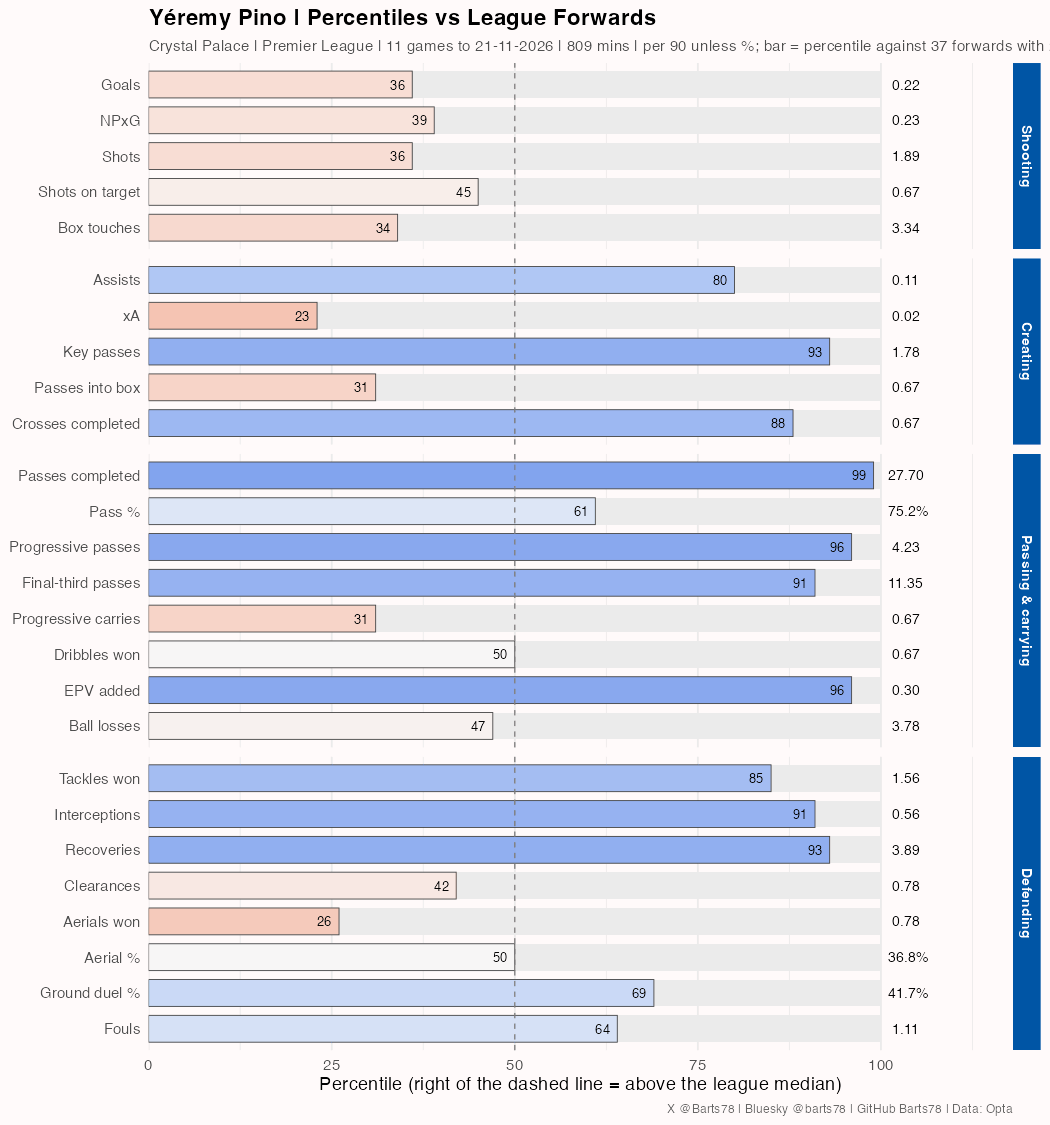 Yéremy Pino | Percentiles vs League Forwards
Crystal Palace | Premier League | 11 games to 21-11-2026 | 809 mins | per 90 unless %; bar = percentile against 37 forwards with
Shooting
Goals 36 0.22
NPxG 39 0.23
Shots 36 1.89
Shots on target 45 0.67
Box touches 34 3.34
Creating
Assists 80 0.11
xA 23 0.02
Key passes 93 1.78
Passes into box 31 0.67
Crosses completed 88 0.67
Passing & carrying
Passes completed 99 27.70
Pass % 61 75.2%
Progressive passes 96 4.23
Final-third passes 91 11.35
Progressive carries 31 0.67
Dribbles won 50 0.67
EPV added 96 0.30
Ball losses 47 3.78
Defending
Tackles won 85 1.56
Interceptions 91 0.56
Recoveries 93 3.89
Clearances 42 0.78
Aerials won 26 0.78
Aerial % 50 36.8%
Ground duel % 69 41.7%
Fouls 64 1.11
0 25 50 75 100
Percentile (right of the dashed line = above the league median)
X @Barts78 | Bluesky @barts78 | GitHub Barts78 | Data: Opta